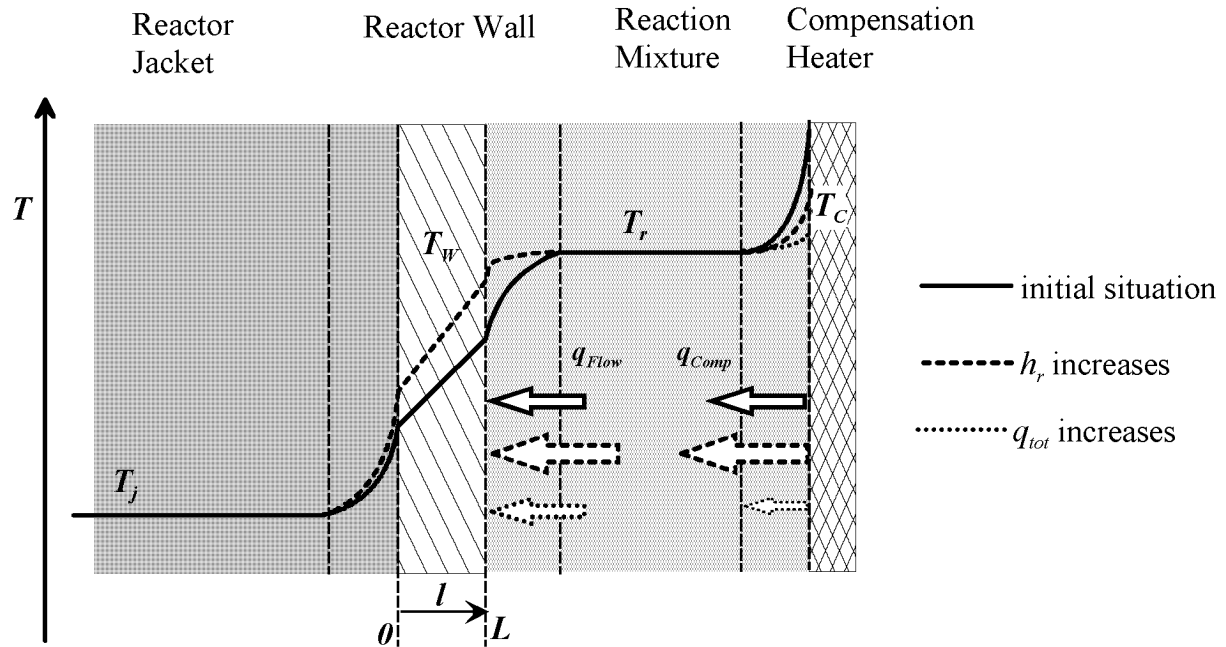 Reactor
Jacket
Reactor Wall
Reaction
Mixture
Compensation
Heater
T
T_j
T_W
T_r
T_C
q_Flow
q_Comp
initial situation
h_r increases
q_tot increases
l
0
L